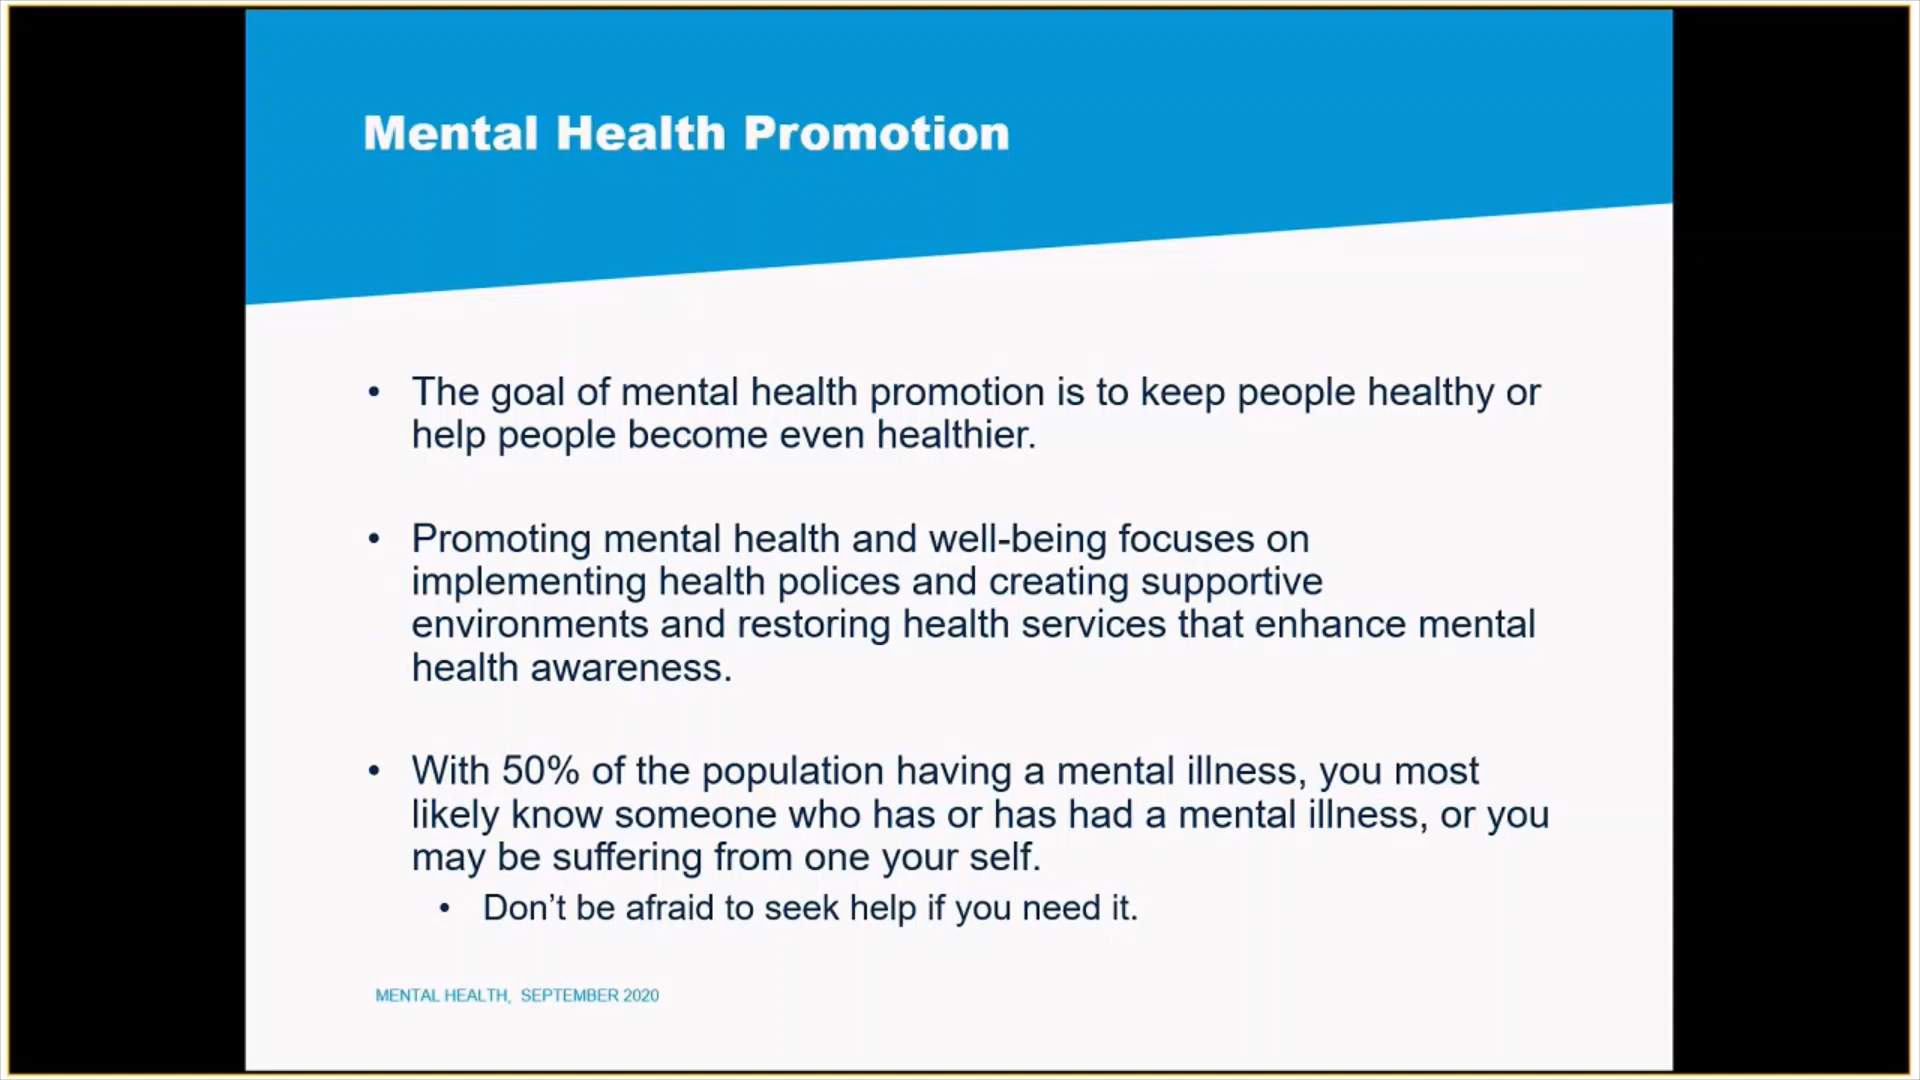 Mental Health Promotion
• The goal of mental health promotion is to keep people healthy or
help people become even healthier.
• Promoting mental health and well-being focuses on
implementing health polices and creating supportive
environments and restoring health services that enhance mental
health awareness.
• With 50% of the population having a mental illness, you most
likely know someone who has or has had a mental illness, or you
may be suffering from one your self.
• Don’t be afraid to seek help if you need it.
MENTAL HEALTH, SEPTEMBER 2020